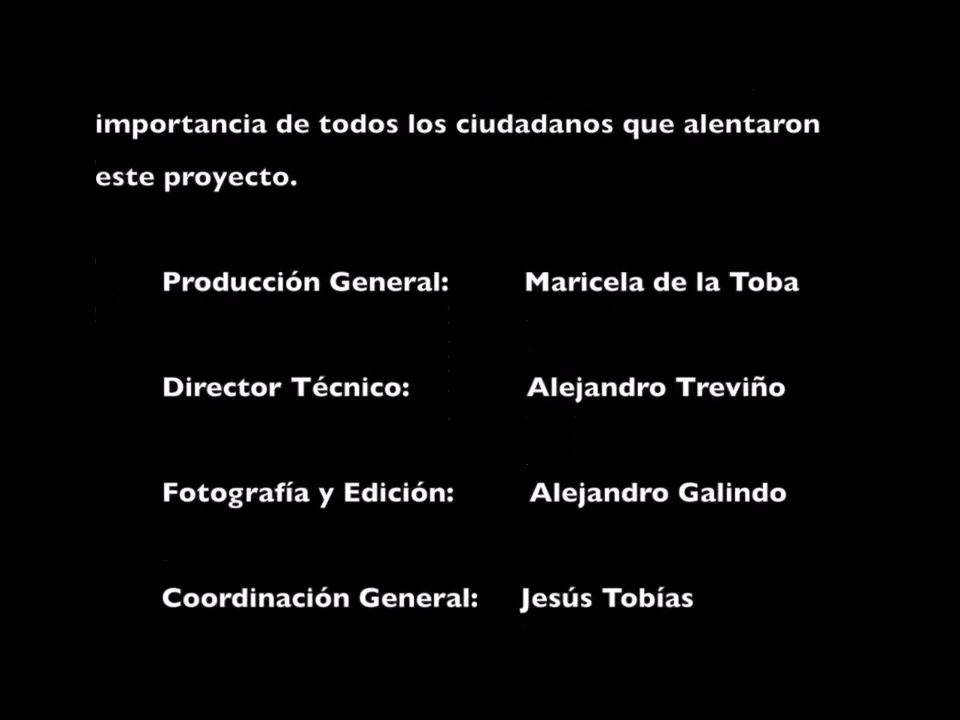 importancia de todos los ciudadanos que alentaron
este proyecto.
Producción General: Maricela de la Toba
Director Técnico: Alejandro Treviño
Fotografía y Edición: Alejandro Galindo
Coordinación General: Jesús Tobías